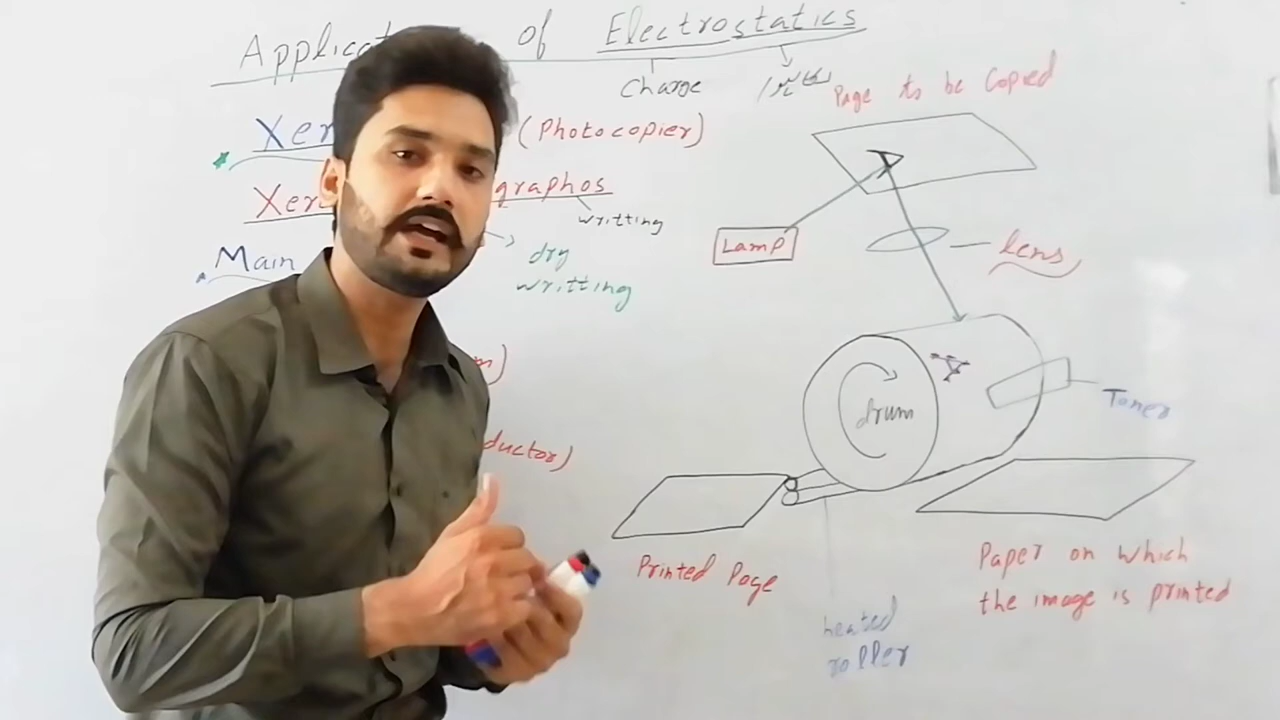 Applicat of Electrostatics
Charge
Xer (Photocopier)
Xer graphos
writting
dry
writting
Main
m)
ductor)
Page to be Copied
Lamp
lens
drum
Toner
Printed Page
heated
roller
Paper on which
the image is printed